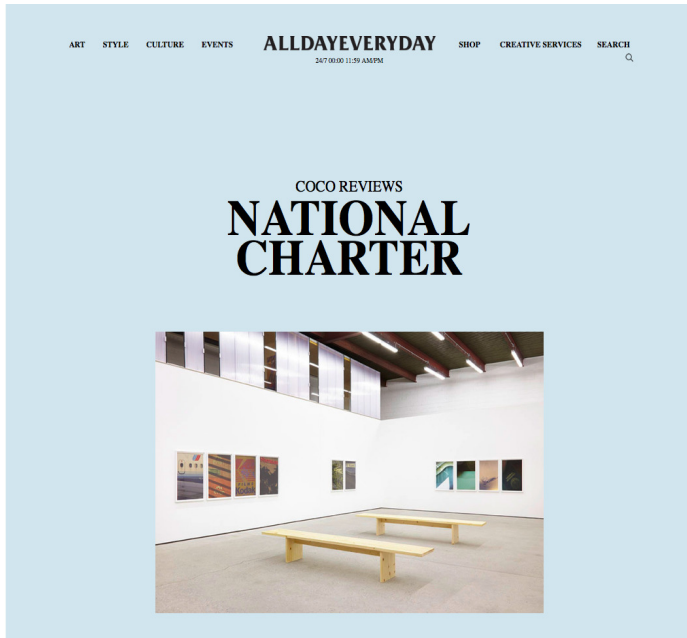 ART STYLE CULTURE EVENTS ALLDAYEVERYDAY SHOP CREATIVE SERVICES SEARCH
24/7 00:00 11:59 AM/PM
COCO REVIEWS
NATIONAL
CHARTER